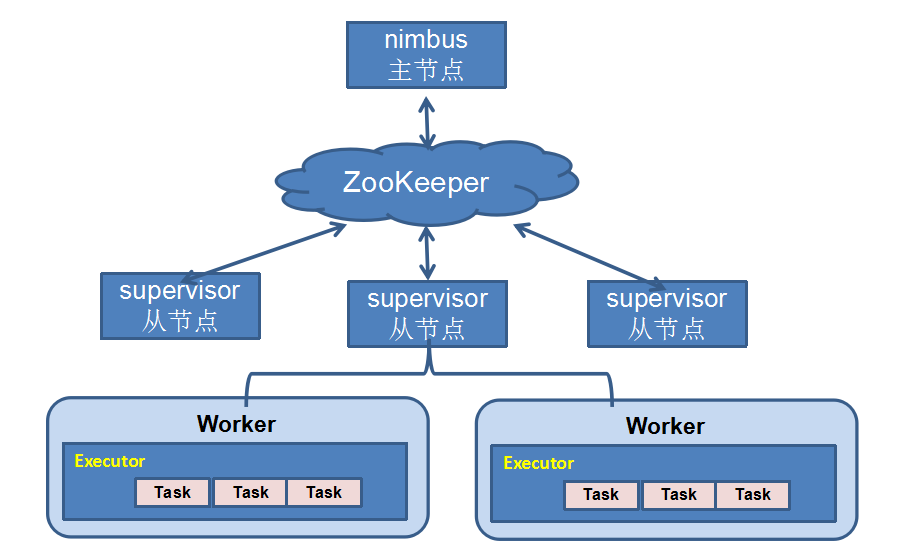 nimbus
主节点
ZooKeeper
supervisor
从节点
supervisor
从节点
supervisor
从节点
Worker
Executor
Task Task Task
Worker
Executor
Task Task Task